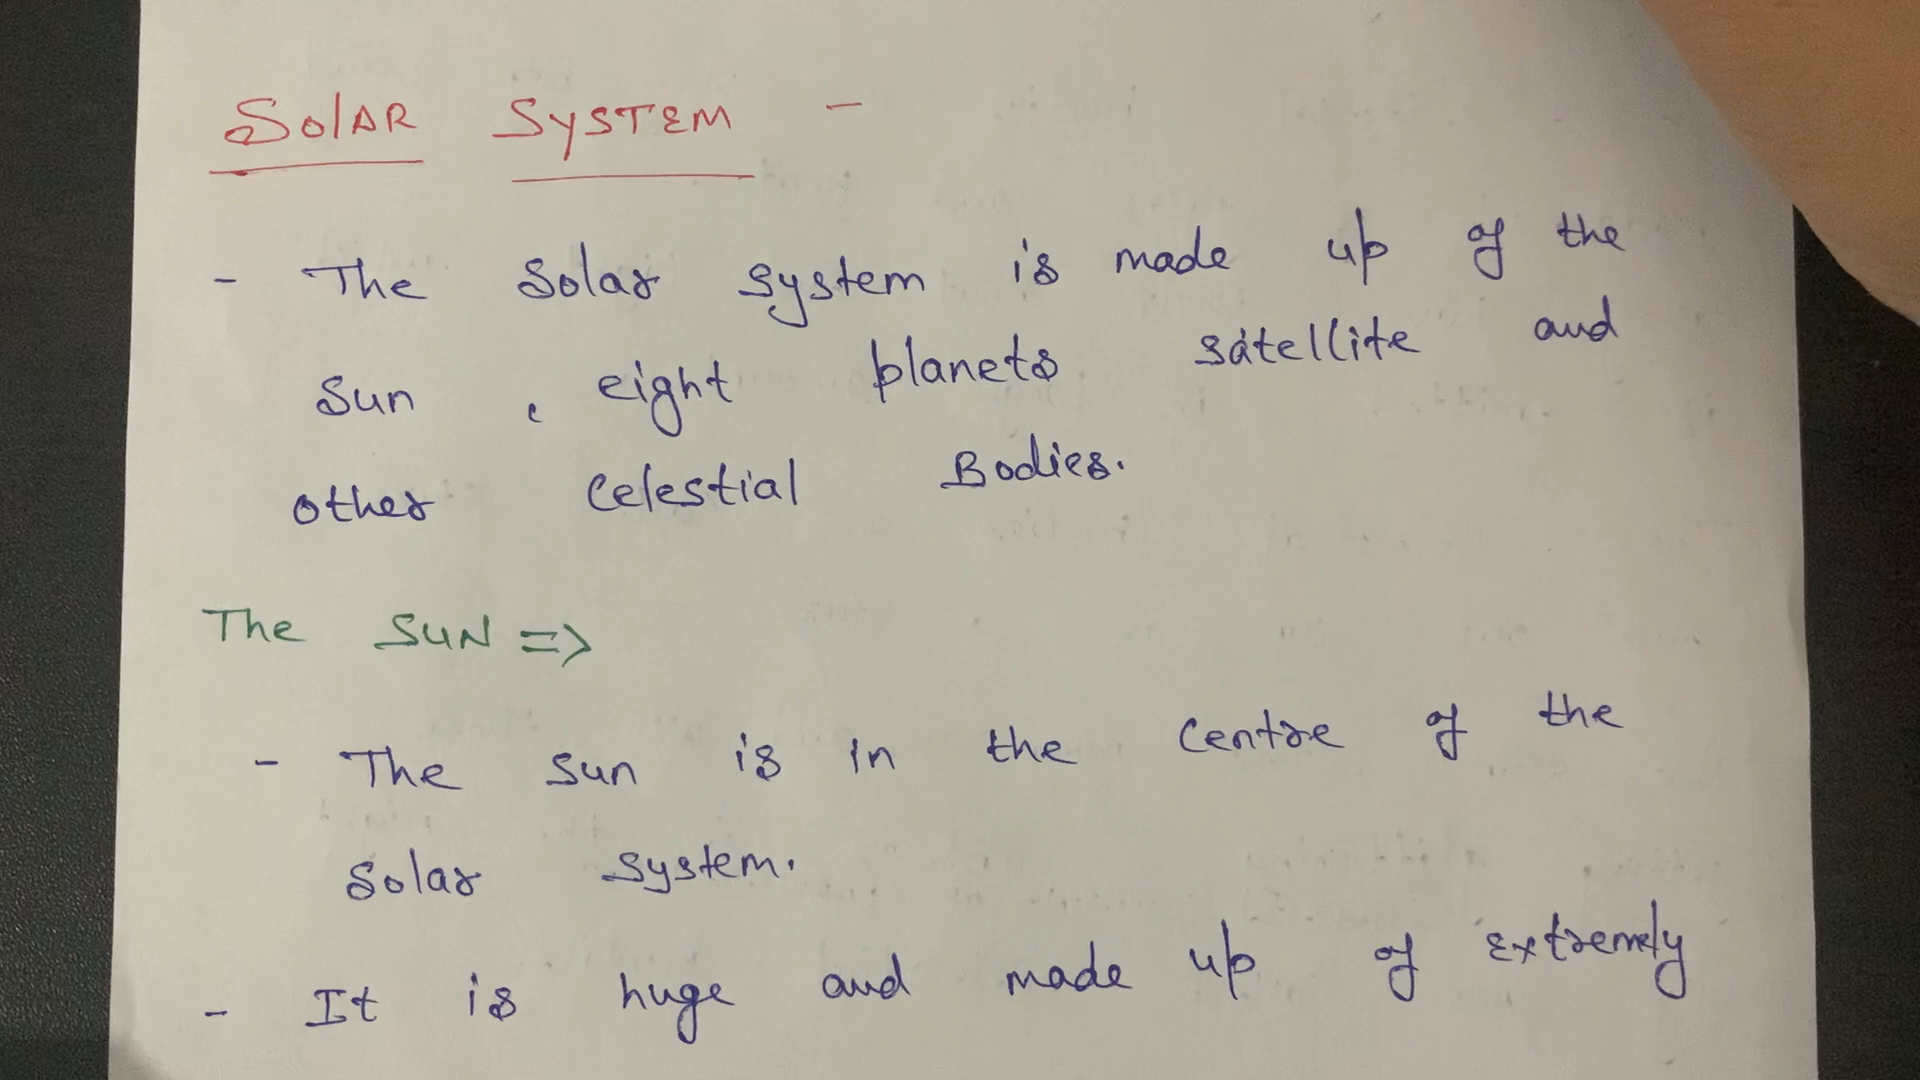 SolAR SYSTEM -
- The Solar system is made up of the
Sun , eight planets satellite and
other Celestial Bodies.
The SUN =>
- The sun is in the Centre of the
Solar system.
- It is huge and made up of Extremely